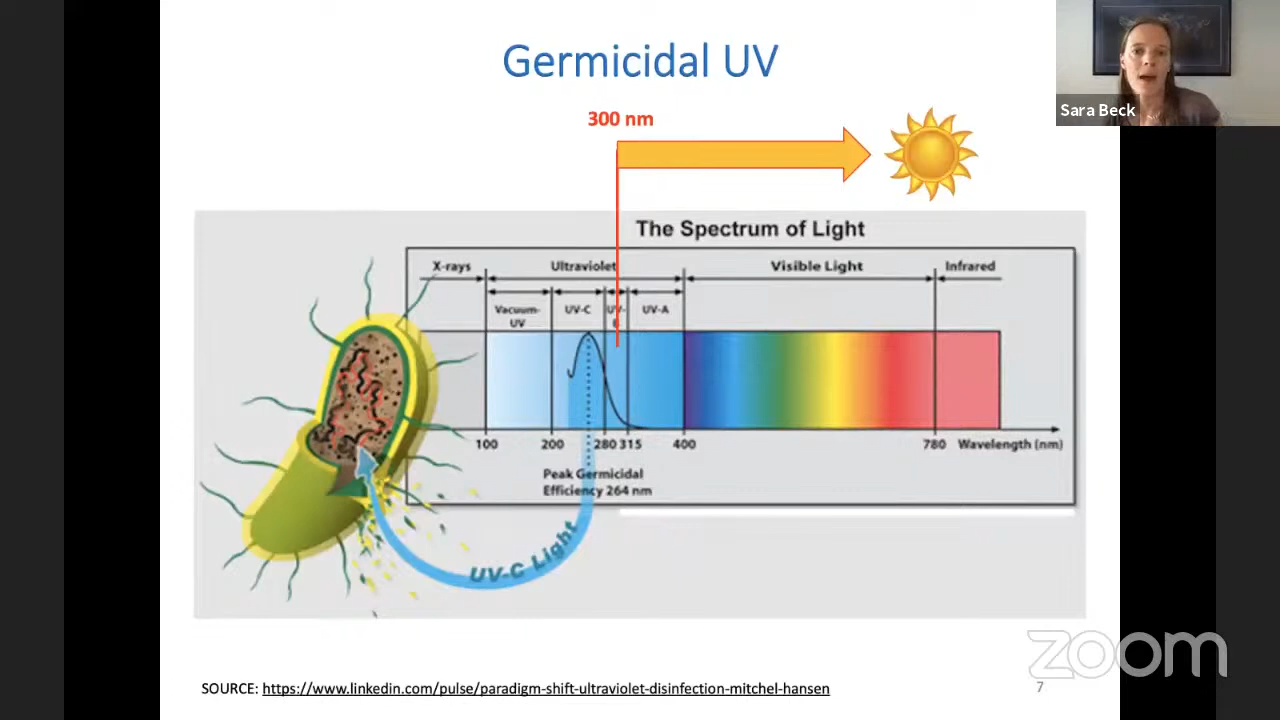 Germicidal UV
Sara Beck
300 nm
The Spectrum of Light
X-rays Ultraviolet Visible Light Infrared
Vacuum-UV UV-C UV-B UV-A
100 200 280 315 400 780 Wavelength (nm)
Peak Germicidal
Efficiency 264 nm
UV-C Light
zoom
SOURCE: https://www.linkedin.com/pulse/paradigm-shift-ultraviolet-disinfection-mitchel-hansen
7